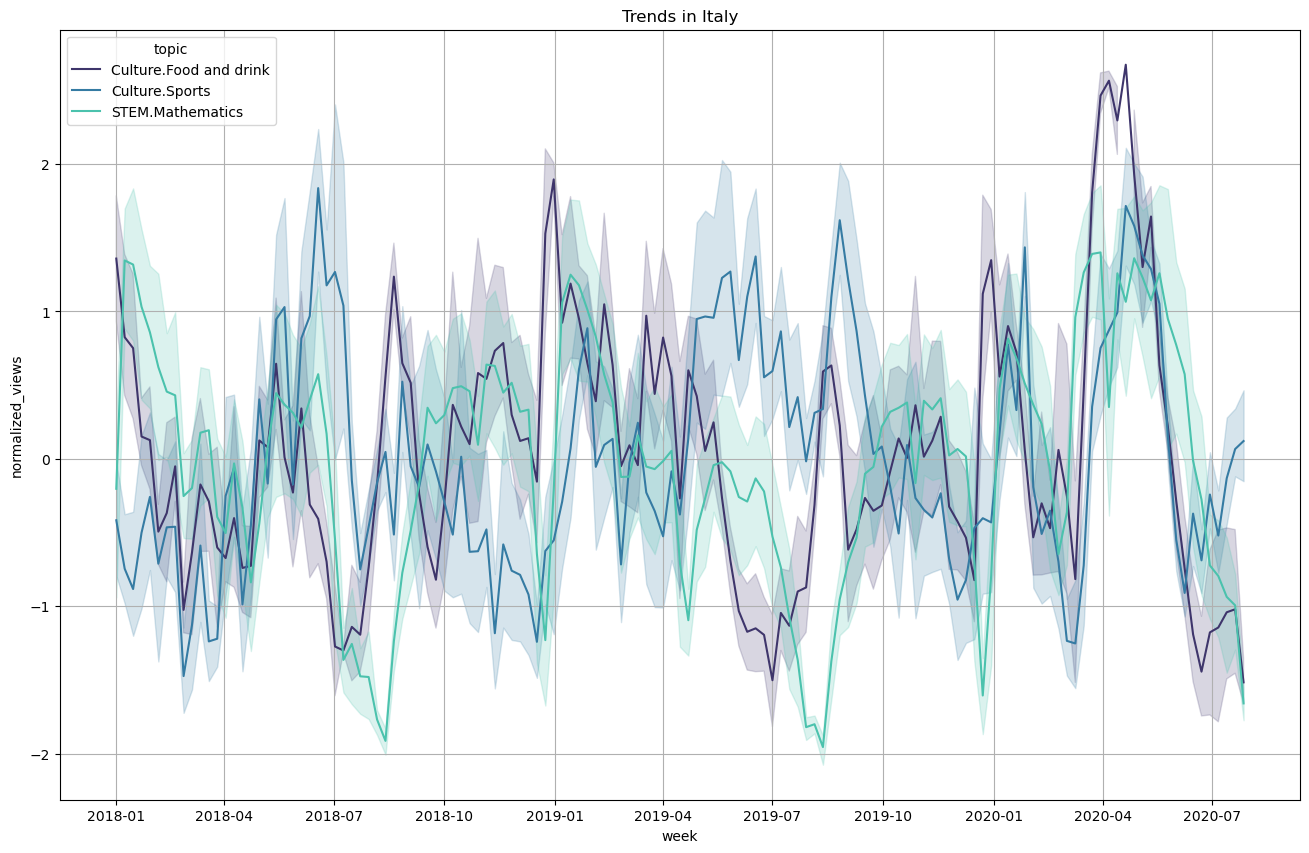 Trends in Italy
topic
Culture.Food and drink
Culture.Sports
STEM.Mathematics
normalized_views
2
1
0
−1
−2
2018-01 2018-04 2018-07 2018-10 2019-01 2019-04 2019-07 2019-10 2020-01 2020-04 2020-07
week